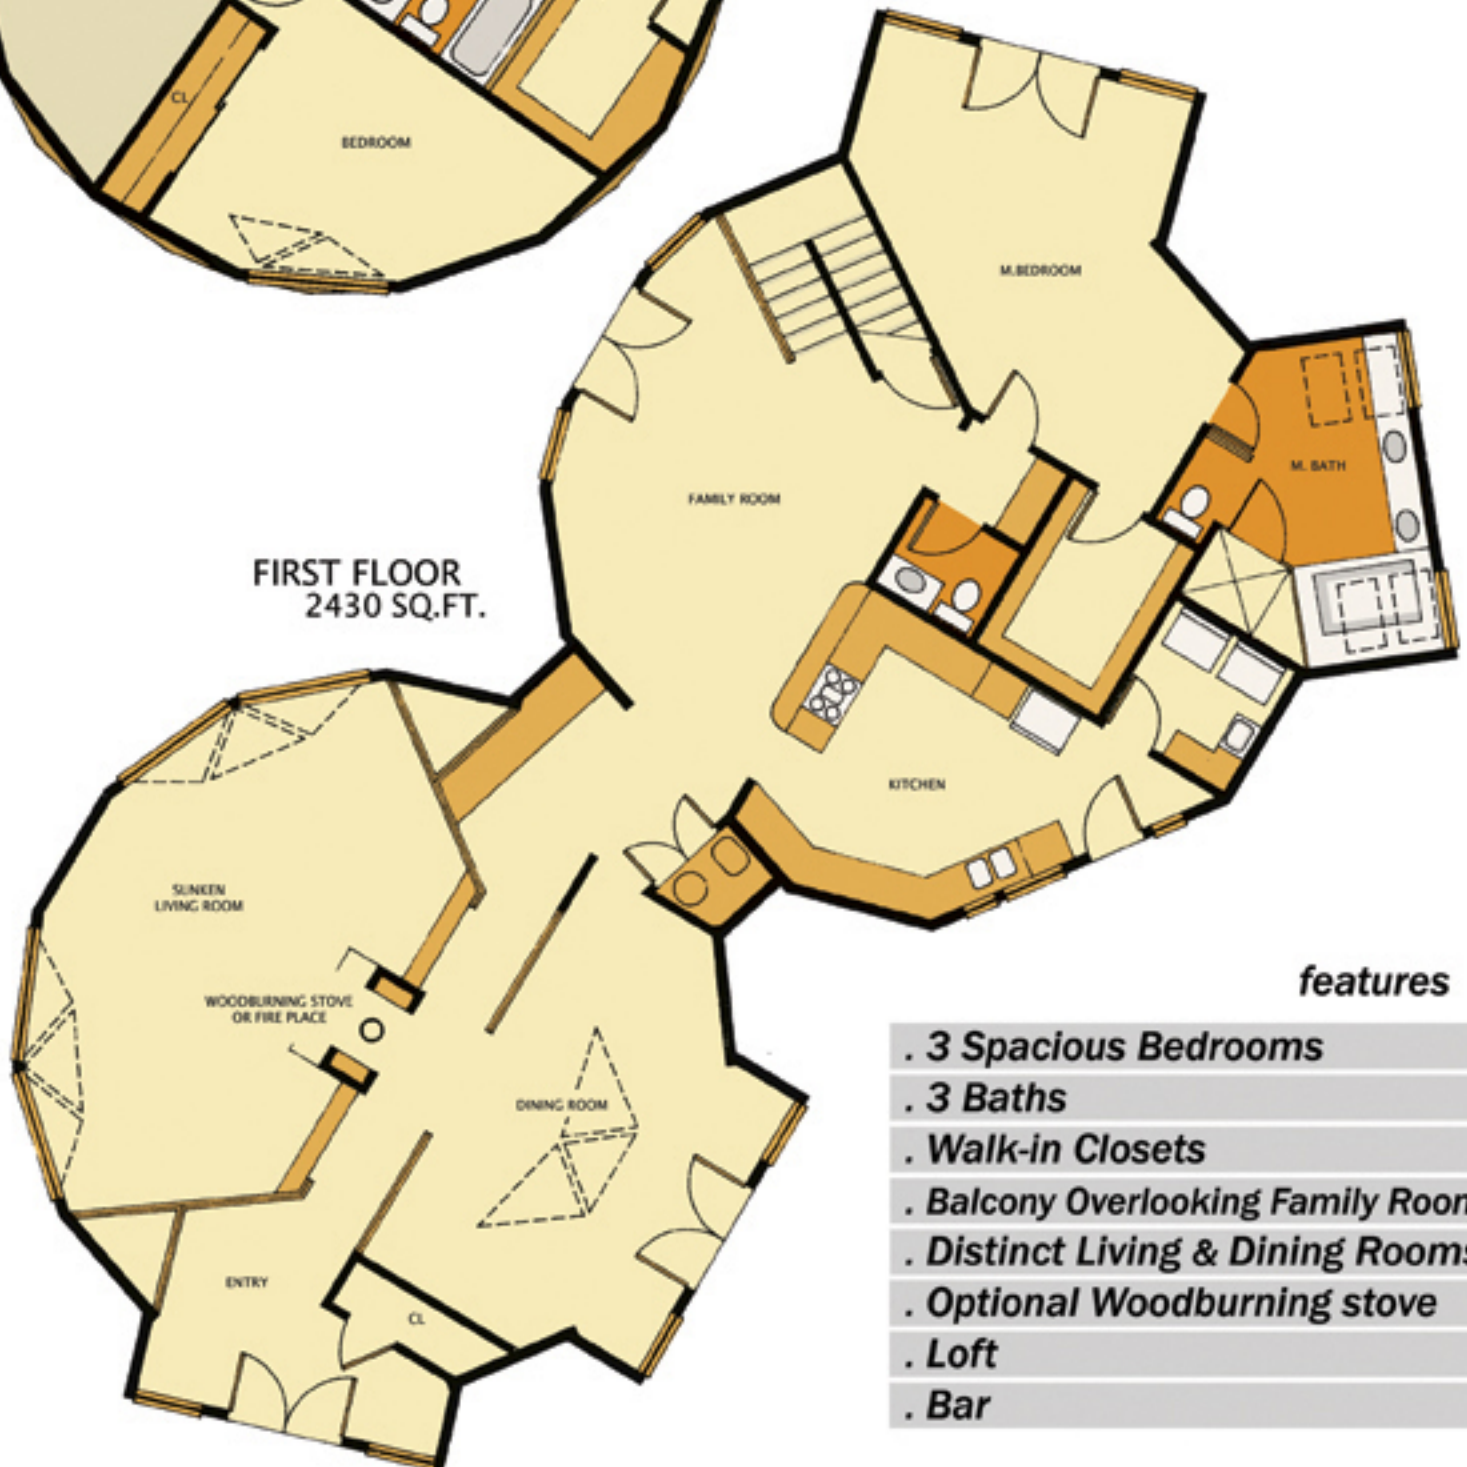 CL
BEDROOM
M.BEDROOM
M. BATH
FAMILY ROOM
FIRST FLOOR
2430 SQ.FT.
KITCHEN
SUNKEN
LIVING ROOM
WOODBURNING STOVE
OR FIRE PLACE
DINING ROOM
ENTRY
CL
features
. 3 Spacious Bedrooms
. 3 Baths
. Walk-in Closets
. Balcony Overlooking Family Room
. Distinct Living & Dining Rooms
. Optional Woodburning stove
. Loft
. Bar